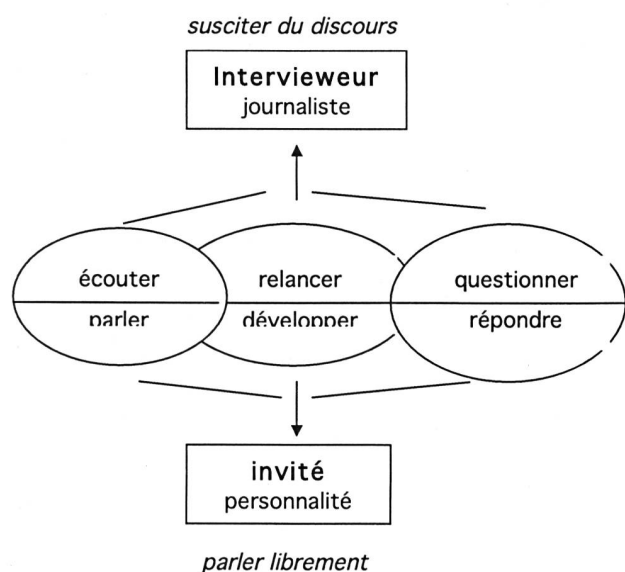 susciter du discours
Intervieweur
journaliste
écouter relancer questionner
parler développer répondre
invité
personnalité
parler librement